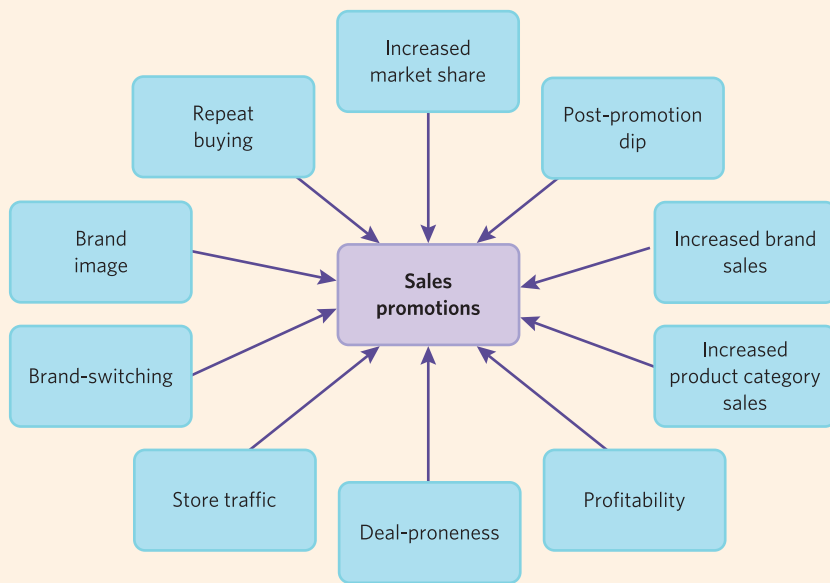 Increased
market share
Repeat
buying
Post-promotion
dip
Brand
image
Increased brand
sales
Sales
promotions
Brand-switching
Increased
product category
sales
Store traffic
Deal-proneness
Profitability